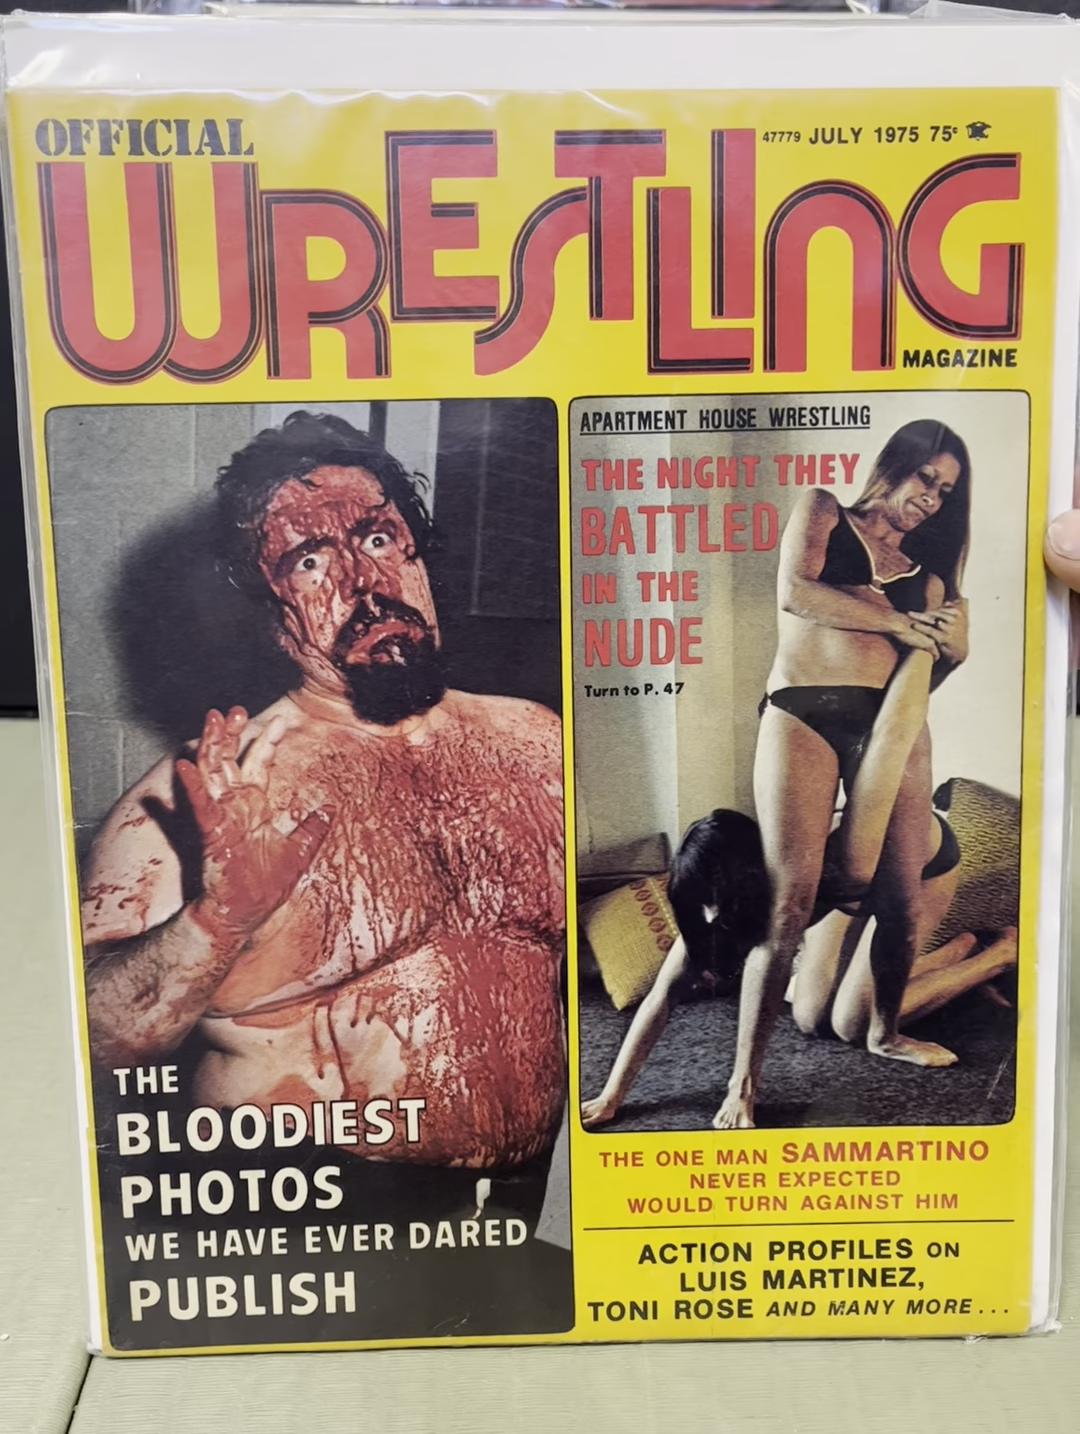 OFFICIAL
47779 JULY 1975 75¢
WRESTLING
MAGAZINE
THE
BLOODIEST
PHOTOS
WE HAVE EVER DARED
PUBLISH
APARTMENT HOUSE WRESTLING
THE NIGHT THEY
BATTLED
IN THE
NUDE
Turn to P. 47
THE ONE MAN SAMMARTINO
NEVER EXPECTED
WOULD TURN AGAINST HIM
ACTION PROFILES ON
LUIS MARTINEZ,
TONI ROSE AND MANY MORE...